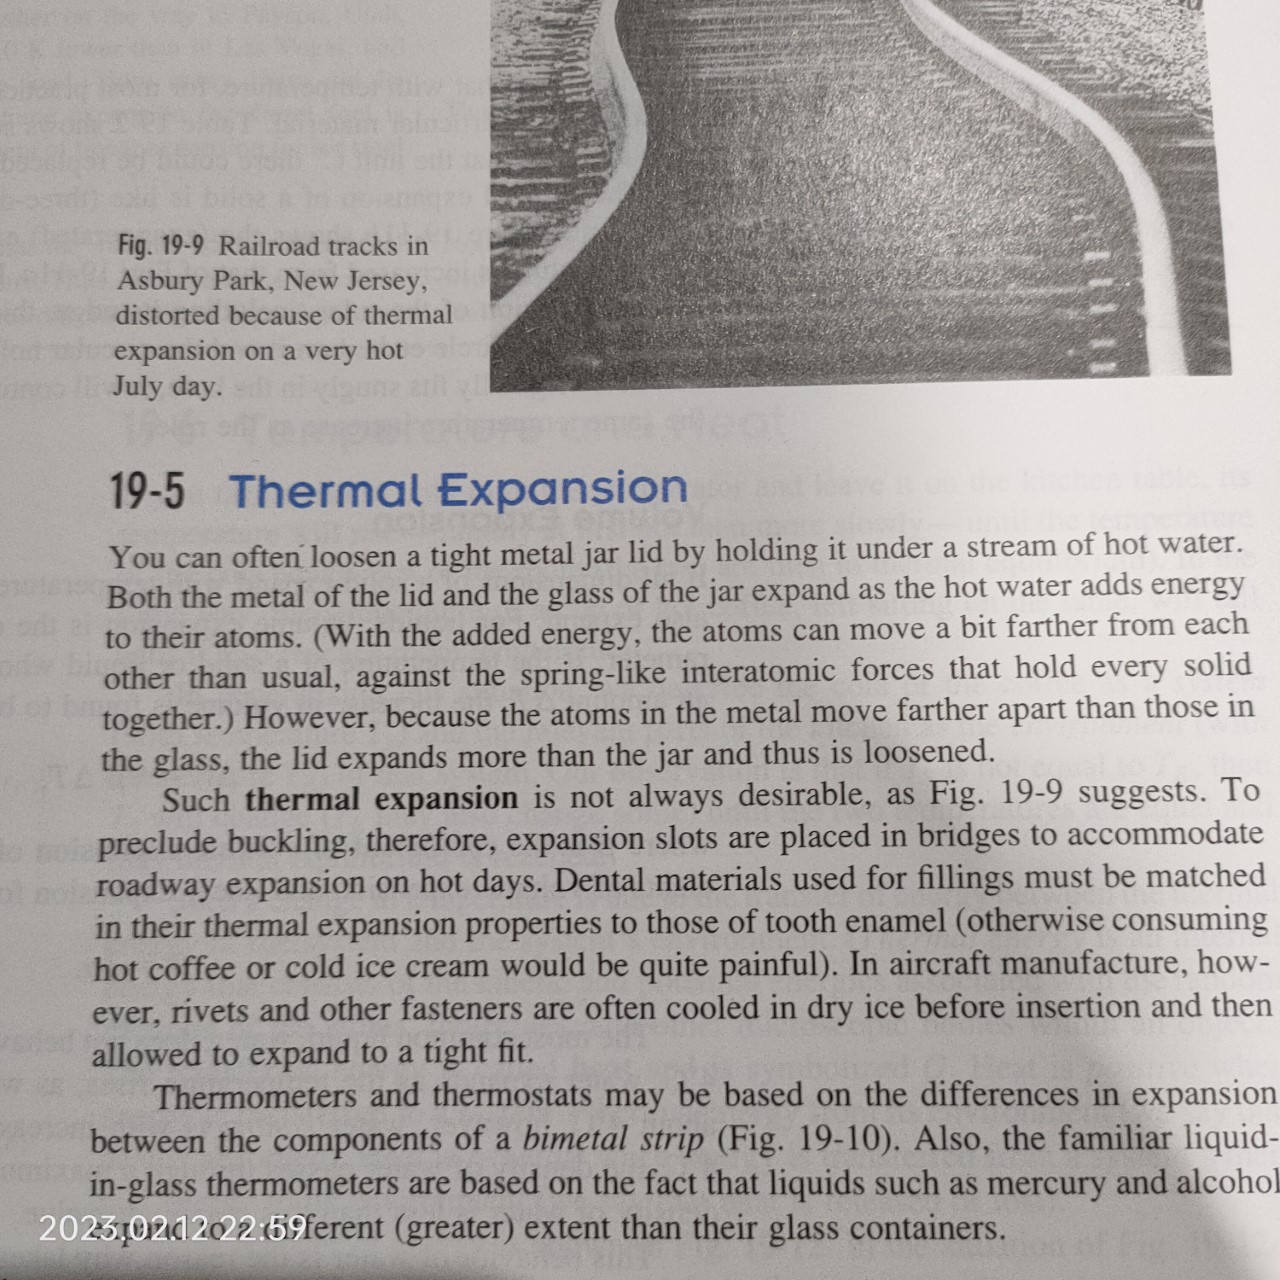 Fig. 19-9 Railroad tracks in
Asbury Park, New Jersey,
distorted because of thermal
expansion on a very hot
July day.
19-5 Thermal Expansion
You can often loosen a tight metal jar lid by holding it under a stream of hot water.
Both the metal of the lid and the glass of the jar expand as the hot water adds energy
to their atoms. (With the added energy, the atoms can move a bit farther from each
other than usual, against the spring-like interatomic forces that hold every solid
together.) However, because the atoms in the metal move farther apart than those in
the glass, the lid expands more than the jar and thus is loosened.
Such thermal expansion is not always desirable, as Fig. 19-9 suggests. To
preclude buckling, therefore, expansion slots are placed in bridges to accommodate
roadway expansion on hot days. Dental materials used for fillings must be matched
in their thermal expansion properties to those of tooth enamel (otherwise consuming
hot coffee or cold ice cream would be quite painful). In aircraft manufacture, how-
ever, rivets and other fasteners are often cooled in dry ice before insertion and then
allowed to expand to a tight fit.
Thermometers and thermostats may be based on the differences in expansion
between the components of a bimetal strip (Fig. 19-10). Also, the familiar liquid-
in-glass thermometers are based on the fact that liquids such as mercury and alcohol
expand to a different (greater) extent than their glass containers.
2023.02.12 22:59